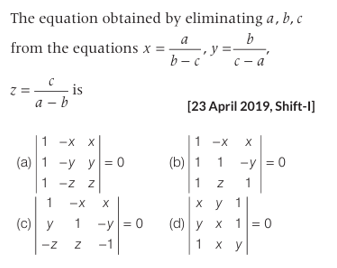 The equation obtained by eliminating a, b, c
from the equations x = a/(b − c), y = b/(c − a),
z = c/(a − b) is
[23 April 2019, Shift-I]
(a) |1 −x x| (b) |1 −x x|
|1 −y y| = 0 |1 1 −y| = 0
|1 −z z| |1 z 1|
(c) |1 −x x| (d) |x y 1|
|y 1 −y| = 0 |y x 1| = 0
|−z z −1| |1 x y|